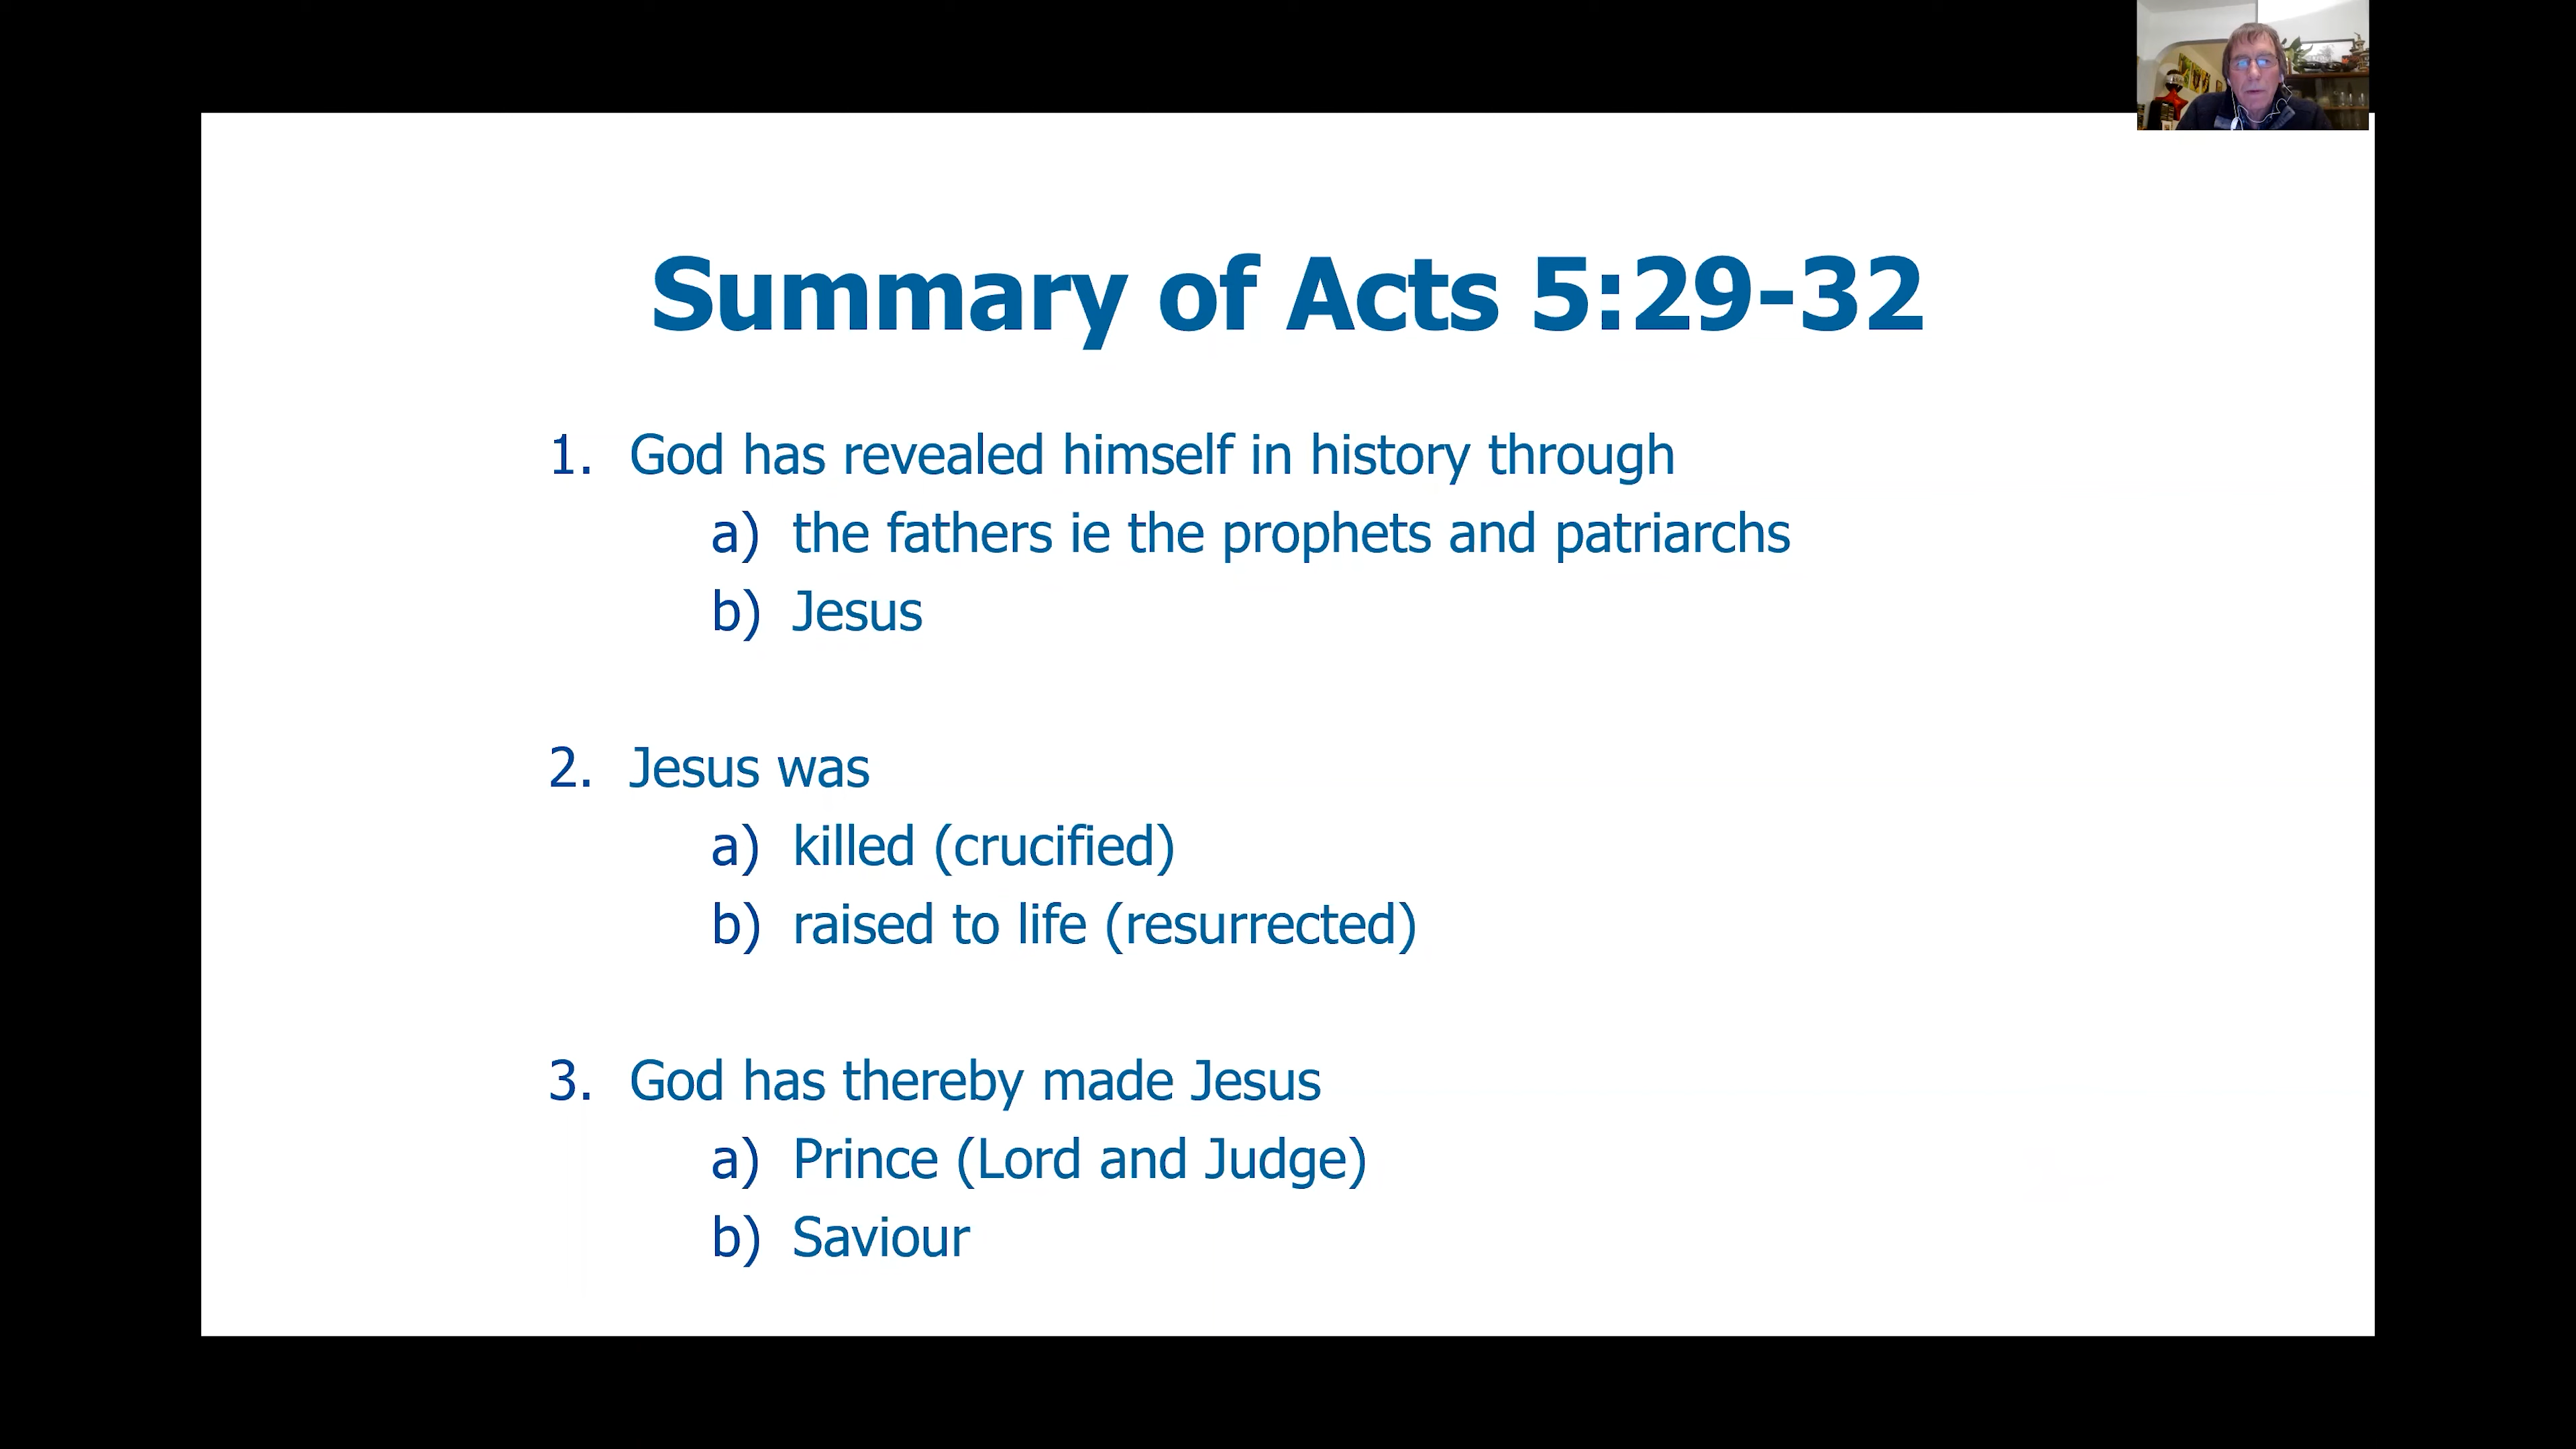 Summary of Acts 5:29-32
1. God has revealed himself in history through
a) the fathers ie the prophets and patriarchs
b) Jesus
2. Jesus was
a) killed (crucified)
b) raised to life (resurrected)
3. God has thereby made Jesus
a) Prince (Lord and Judge)
b) Saviour